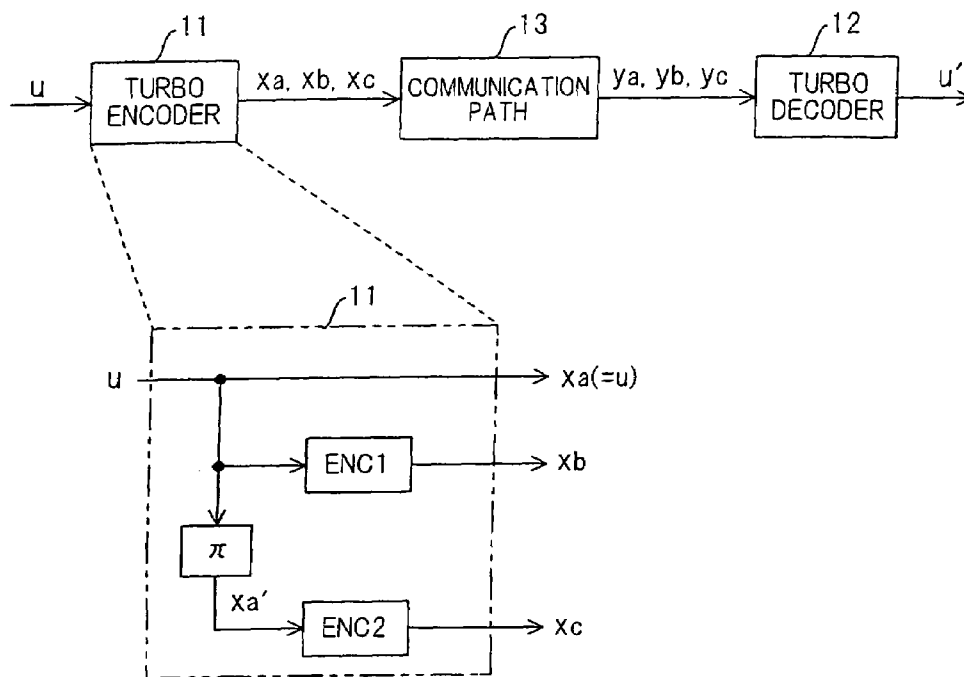 11
13
12
u
TURBO
ENCODER
xa, xb, xc
COMMUNICATION
PATH
ya, yb, yc
TURBO
DECODER
u'
11
u
xa(=u)
ENC1
xb
π
xa'
ENC2
xc